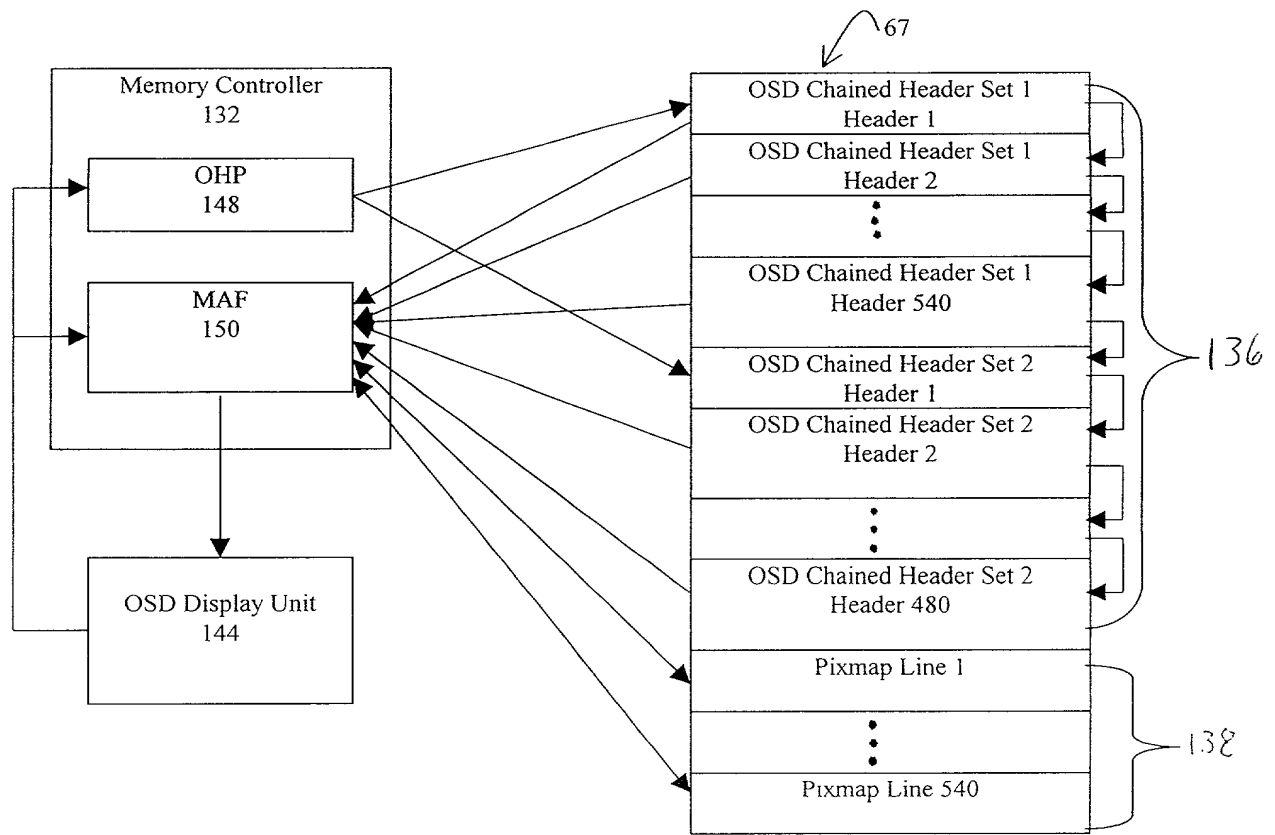 67
Memory Controller
132
OHP
148
MAF
150
OSD Display Unit
144
OSD Chained Header Set 1
Header 1
OSD Chained Header Set 1
Header 2
OSD Chained Header Set 1
Header 540
OSD Chained Header Set 2
Header 1
OSD Chained Header Set 2
Header 2
OSD Chained Header Set 2
Header 480
Pixmap Line 1
Pixmap Line 540
136
138